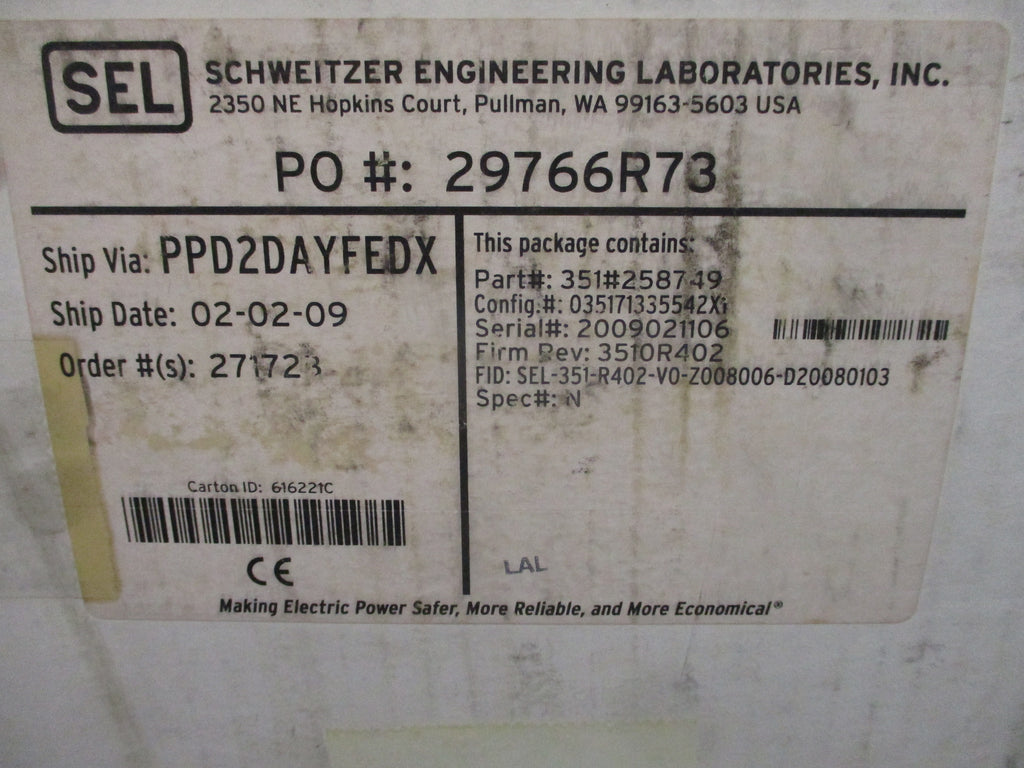 SEL
SCHWEITZER ENGINEERING LABORATORIES, INC.
2350 NE Hopkins Court, Pullman, WA 99163-5603 USA
PO #: 29766R73
Ship Via: PPD2DAYFEDX
Ship Date: 02-02-09
Order #(s):
Carton ID: 616221C
CE
This package contains:
Part#: 351#258749
Config.#:
Serial#: 2009021106
Firm Rev: 3510R402
FID: SEL-351-R402-V0-Z008006-D20080103
Spec#: N
LAL
Making Electric Power Safer, More Reliable, and More Economical®